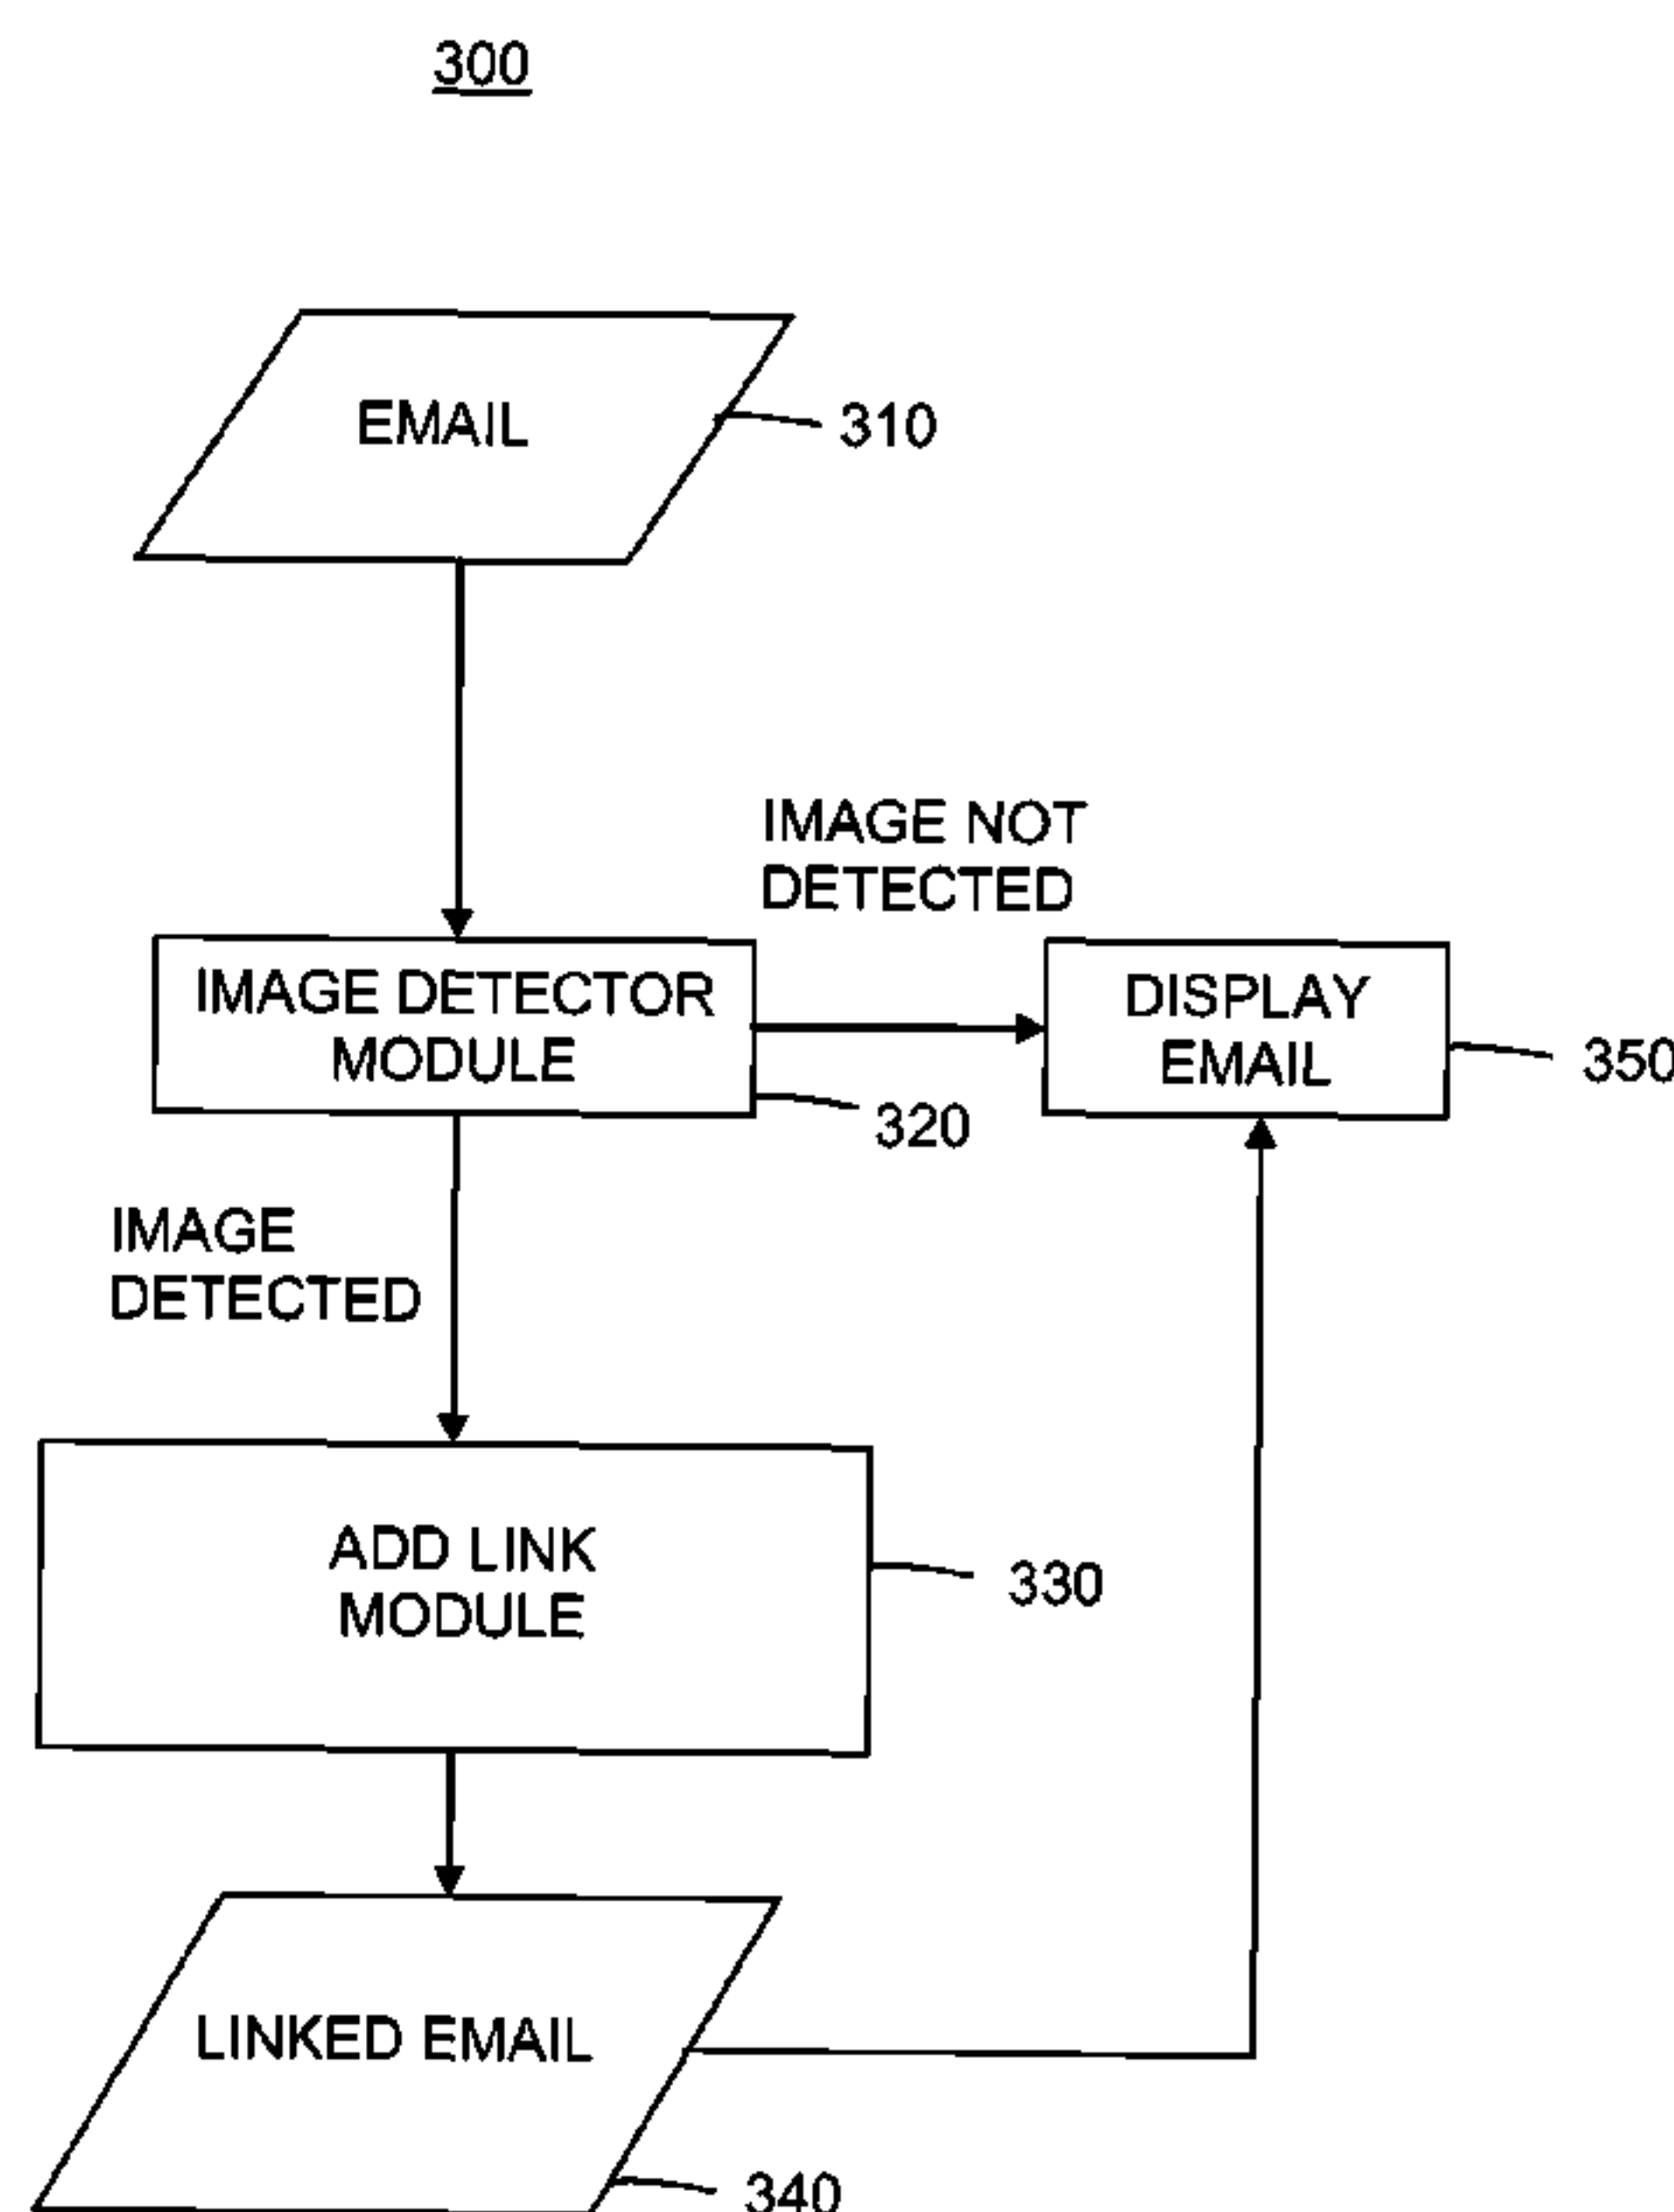 300
EMAIL
310
IMAGE NOT
DETECTED
IMAGE DETECTOR
MODULE
320
DISPLAY
EMAIL
350
IMAGE
DETECTED
ADD LINK
MODULE
330
LINKED EMAIL
340